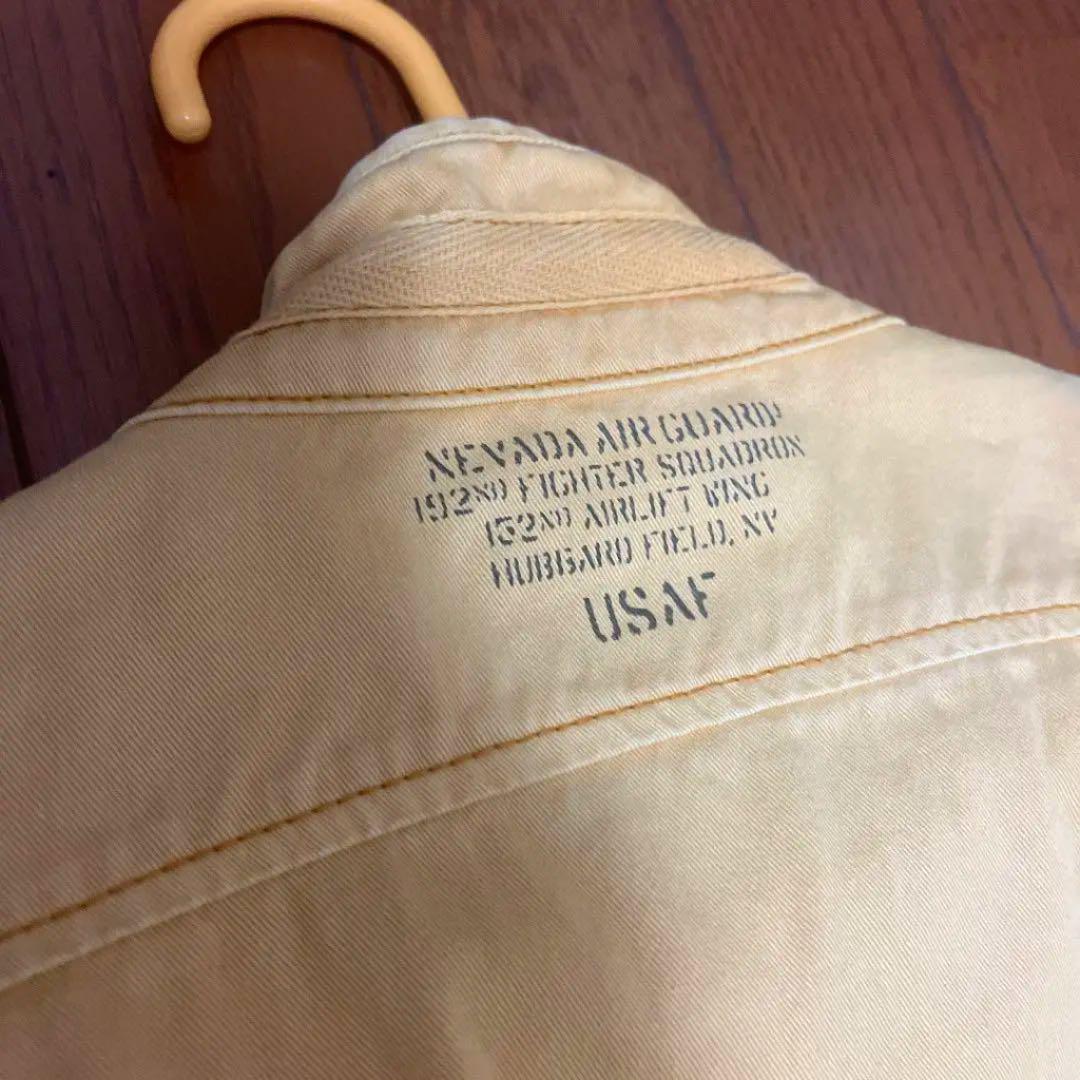 NEVADA AIR GUARD
192ND FIGHTER SQUADRON
152ND AIRLIFT WING
HUBBARD FIELD, NV
USAF